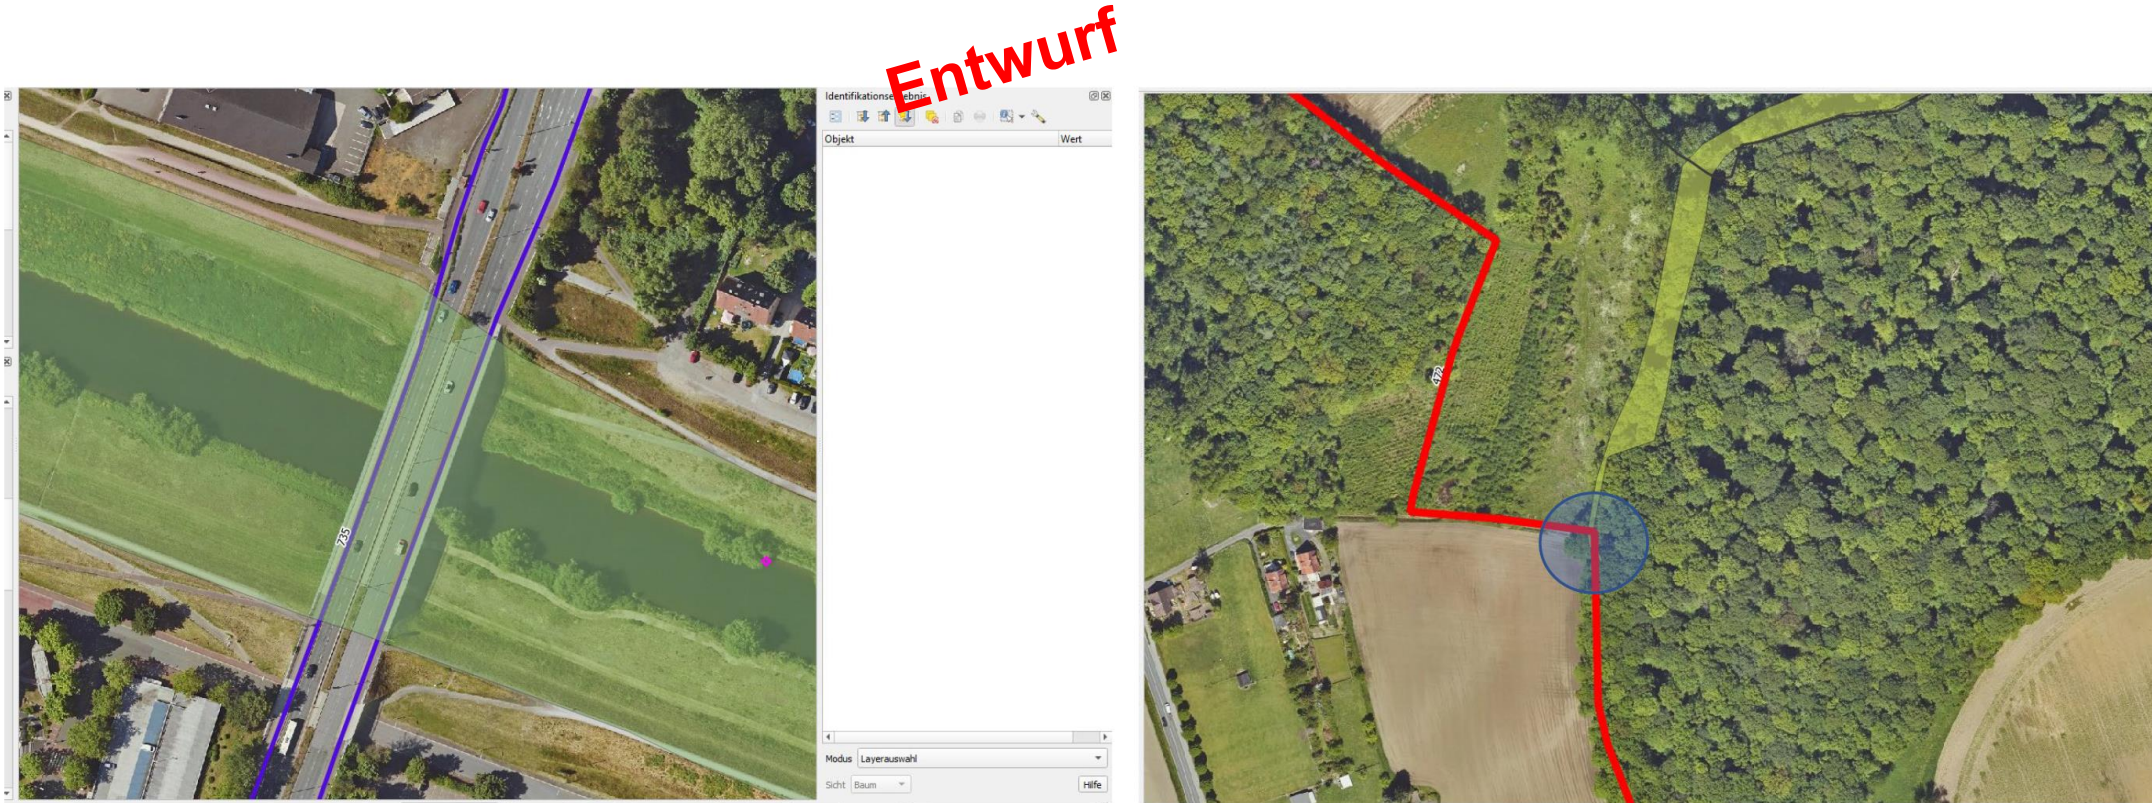 Entwurf
Identifikationsergebnis
Objekt
Wert
735
472
Modus Layerauswahl
Sicht Baum
Hilfe